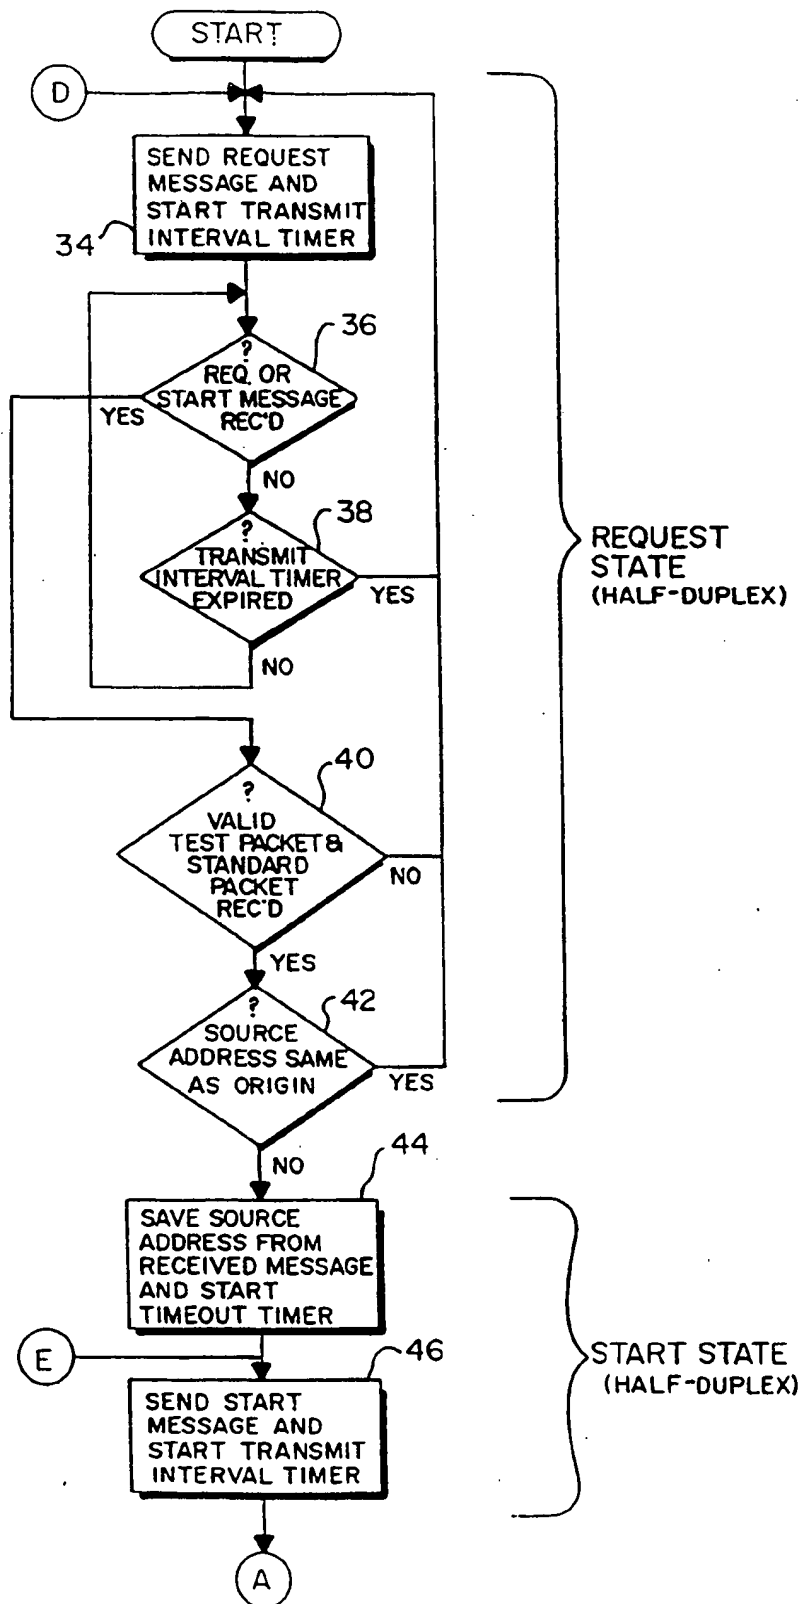 START
D
SEND REQUEST
MESSAGE AND
START TRANSMIT
INTERVAL TIMER
34
36
?
REQ. OR
START MESSAGE
REC'D
YES
NO
38
?
TRANSMIT
INTERVAL TIMER
EXPIRED
YES
NO
REQUEST
STATE
(HALF-DUPLEX)
40
?
VALID
TEST PACKET &
STANDARD
PACKET
REC'D
NO
YES
42
?
SOURCE
ADDRESS SAME
AS ORIGIN
YES
NO
44
SAVE SOURCE
ADDRESS FROM
RECEIVED MESSAGE
AND START
TIMEOUT TIMER
E
46
SEND START
MESSAGE AND
START TRANSMIT
INTERVAL TIMER
START STATE
(HALF-DUPLEX)
A